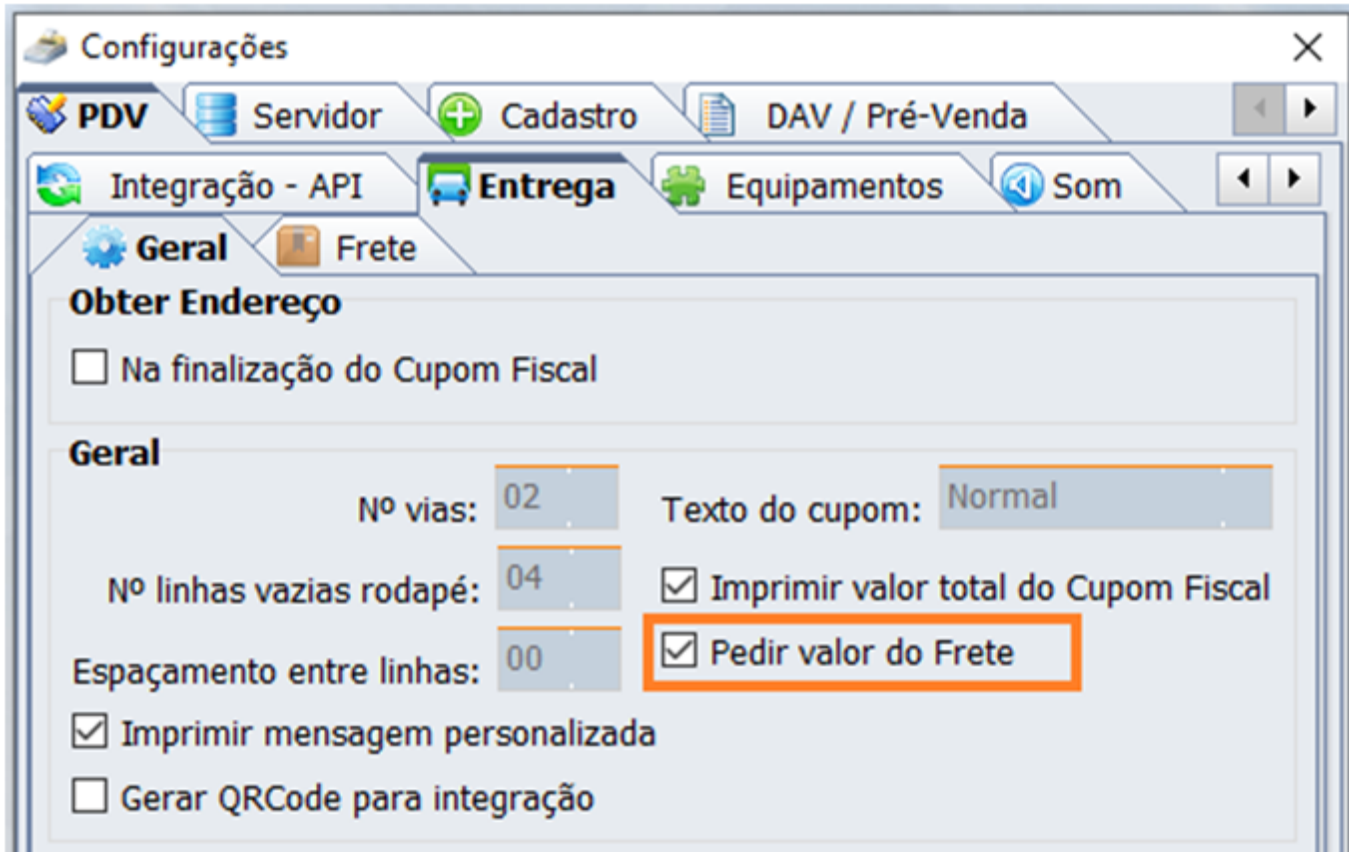 Configurações
PDV Servidor Cadastro DAV / Pré-Venda
Integração - API Entrega Equipamentos Som
Geral Frete
Obter Endereço
Na finalização do Cupom Fiscal
Geral
Nº vias: 02 Texto do cupom: Normal
Nº linhas vazias rodapé: 04 Imprimir valor total do Cupom Fiscal
Espaçamento entre linhas: 00 Pedir valor do Frete
Imprimir mensagem personalizada
Gerar QRCode para integração